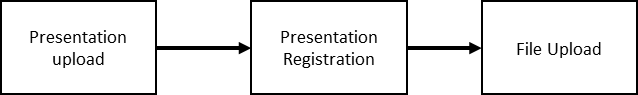 Presentation
upload
Presentation
Registration
File Upload